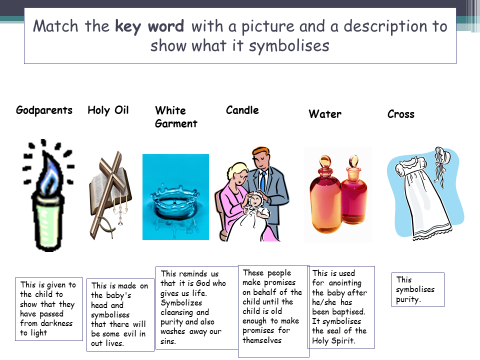 Match the key word with a picture and a description to
show what it symbolises
Godparents
Holy Oil
White
Garment
Candle
Water
Cross
This is given to
the child to
show that they
have passed
from darkness
to light
This is made on
the baby's
head and
symbolises
that there will
be some evil in
out lives.
This reminds us
that it is God who
gives us life.
Symbolizes
cleansing and
purity and also
washes away our
sins.
These people
make promises
on behalf of the
child until the
child is old
enough to make
promises for
themselves
This is used
for anointing
the baby after
he/she has
been baptised.
It symbolises
the seal of the
Holy Spirit.
This
symbolises
purity.